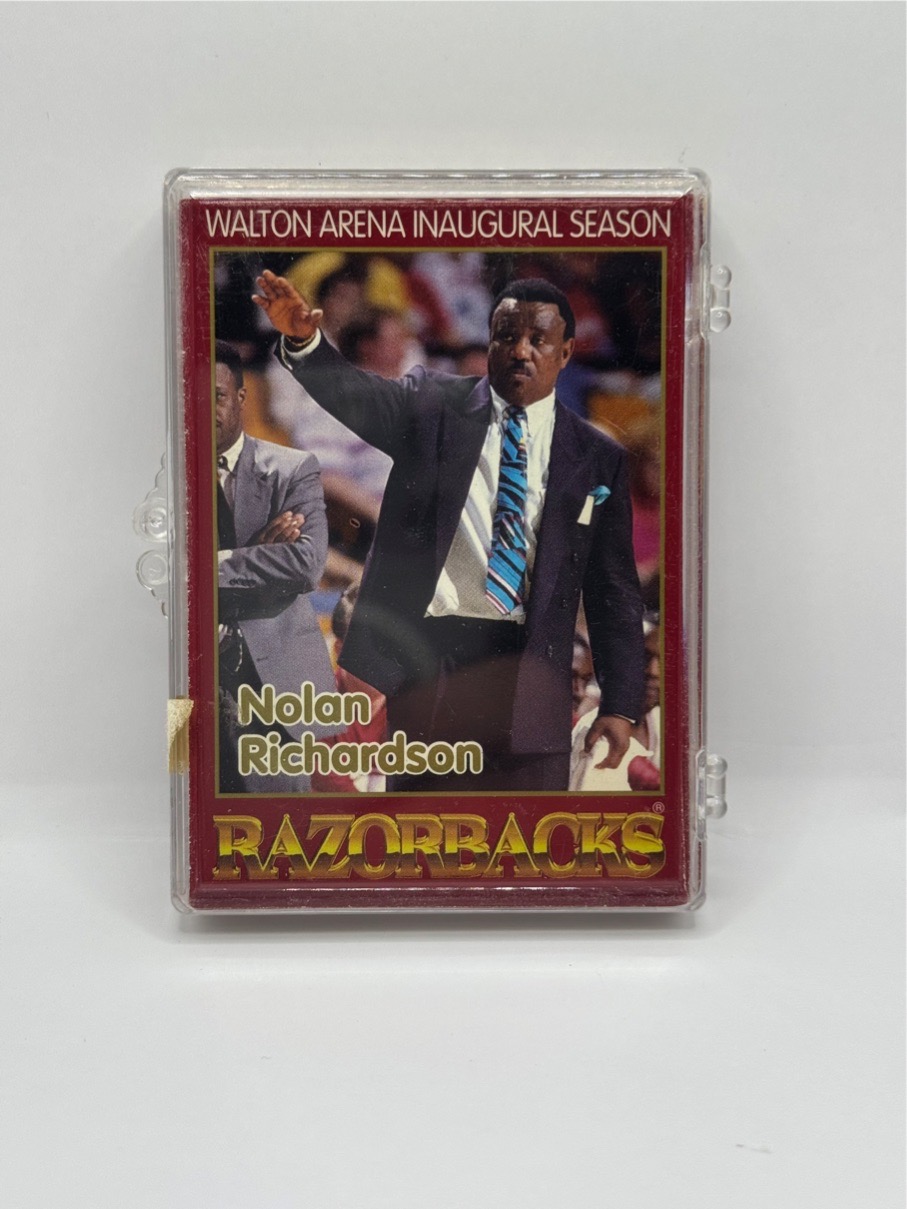 WALTON ARENA INAUGURAL SEASON
Nolan
Richardson
RAZORBACKS®